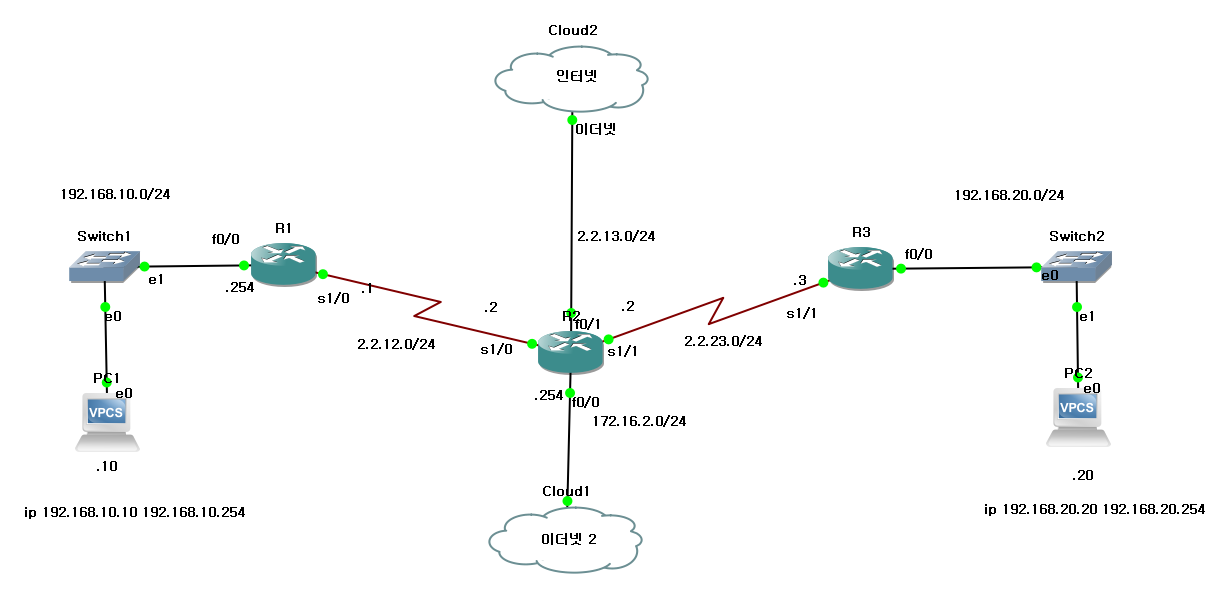 Cloud2
인터넷
이더넷
192.168.10.0/24
192.168.20.0/24
Switch1
f0/0
R1
2.2.13.0/24
R3
f0/0
Switch2
e1
.254
s1/0
.1
.2
.2
.3
s1/1
e0
e0
R2
f0/1
e1
2.2.12.0/24
s1/0
s1/1
2.2.23.0/24
PC1
e0
VPCS
.254
f0/0
172.16.2.0/24
PC2
e0
VPCS
.10
.20
Cloud1
이더넷 2
ip 192.168.10.10 192.168.10.254
ip 192.168.20.20 192.168.20.254